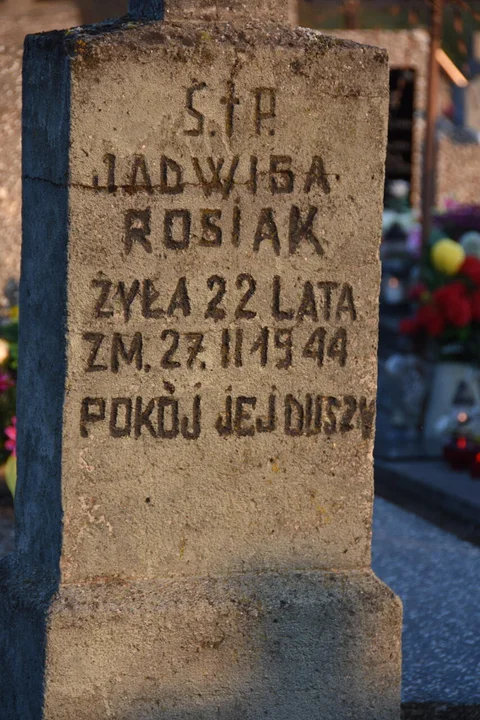 Ś.†P.
JADWIGA
ROSIAK
ŻYŁA 22 LATA
ZM. 27. II 1944
POKÓJ JEJ DUSZY